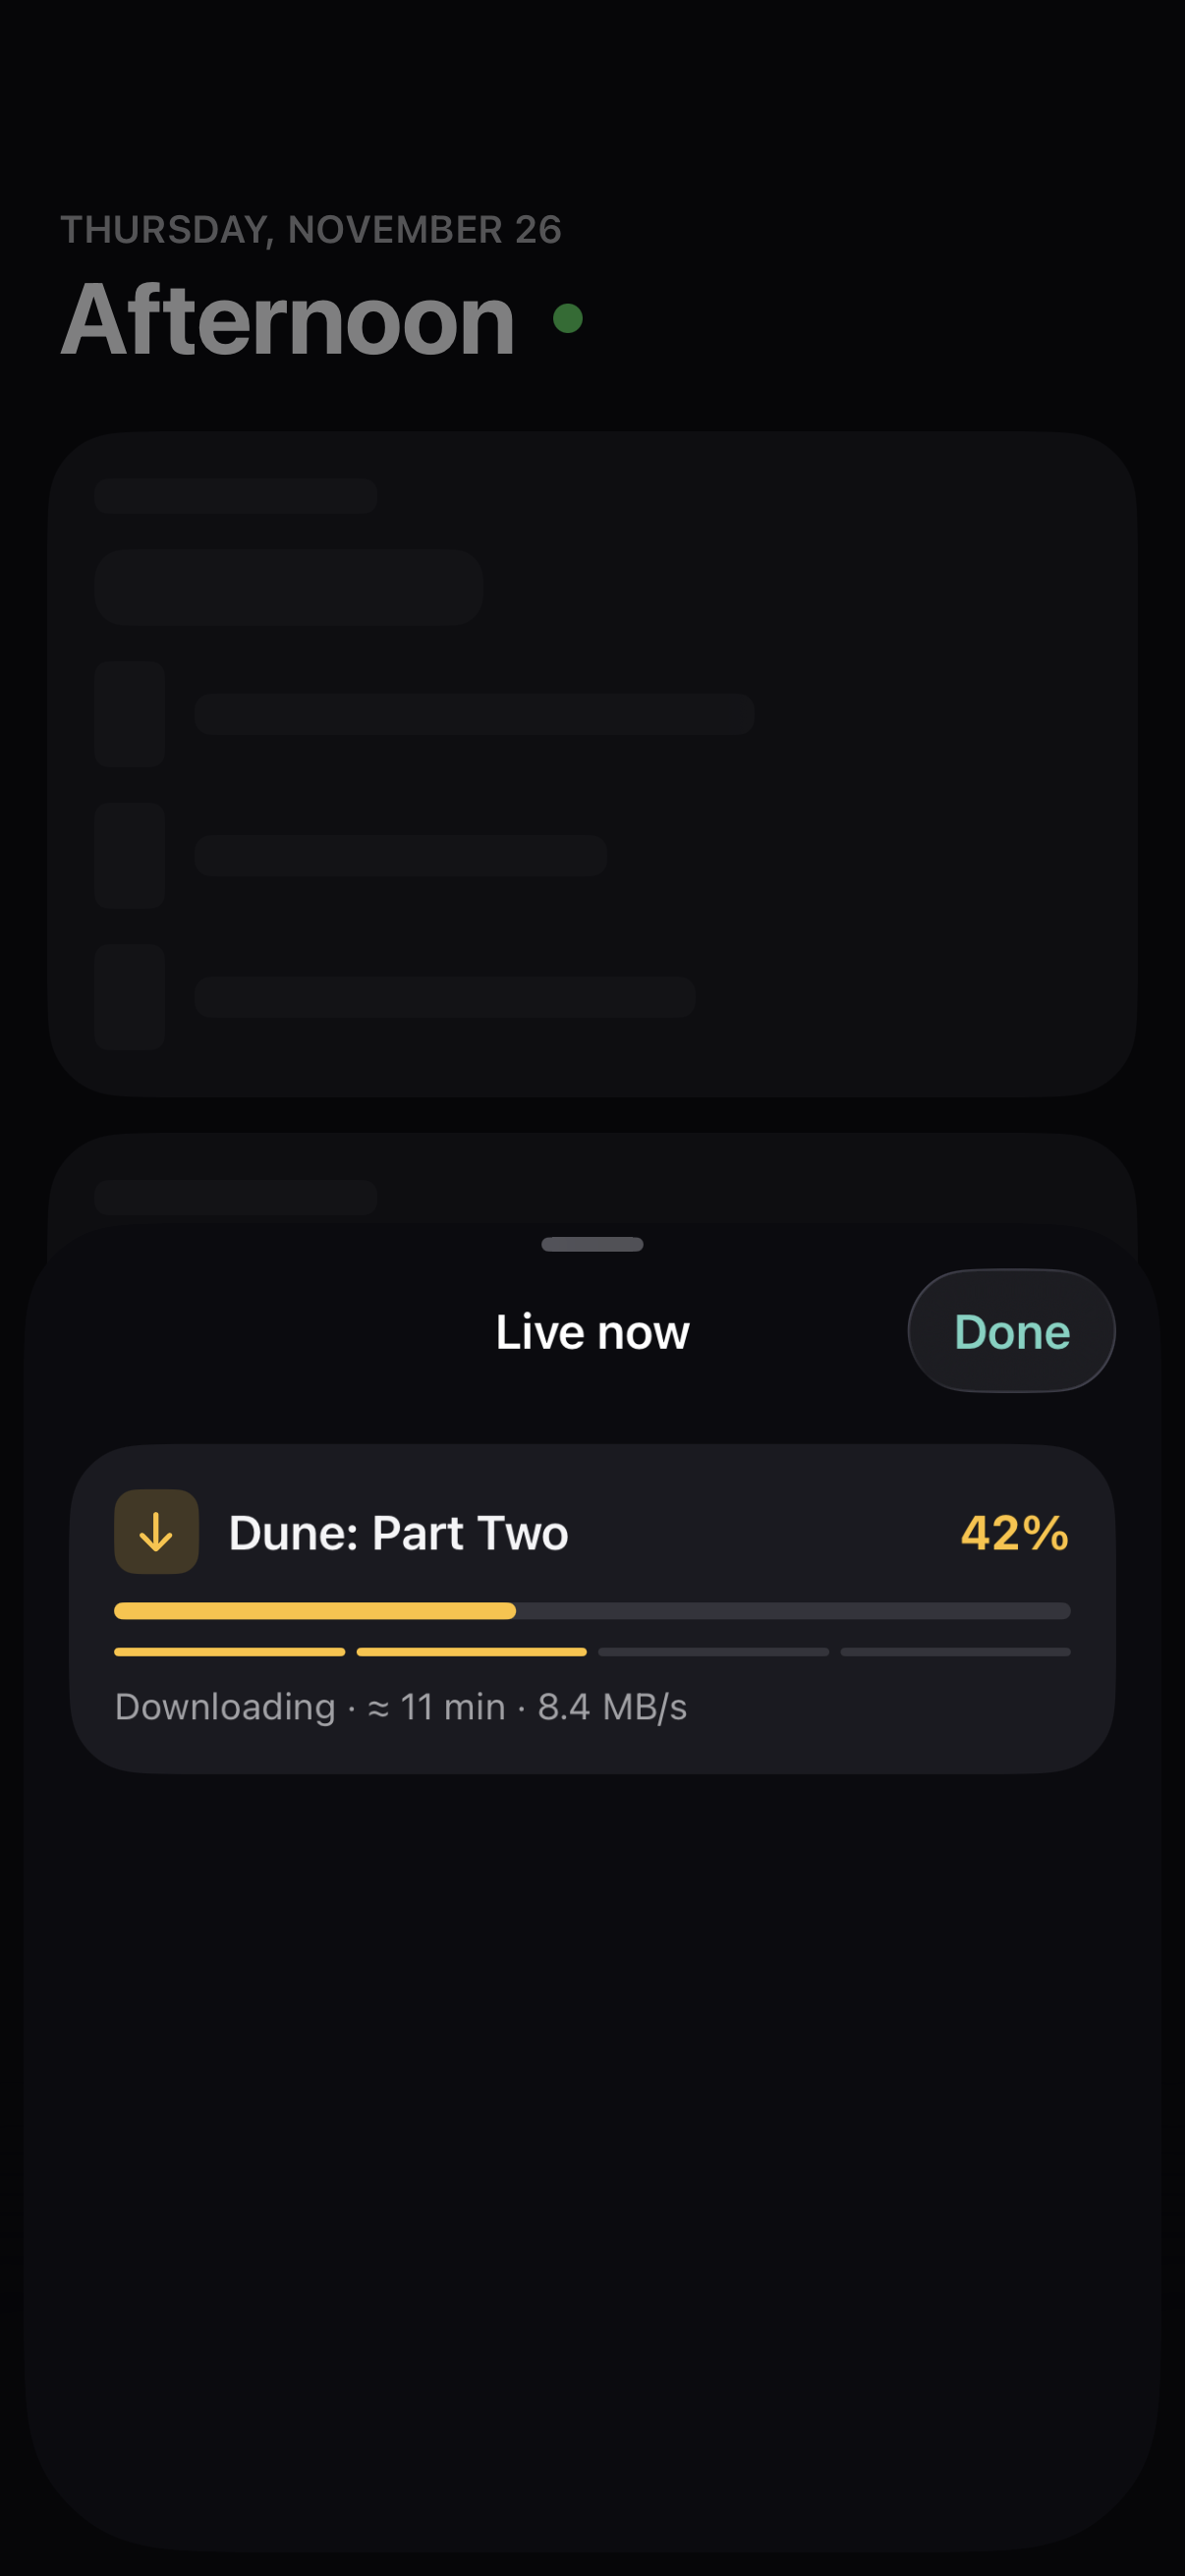 THURSDAY, NOVEMBER 26
Afternoon
Live now
Done
Dune: Part Two
42%
Downloading · ≈ 11 min · 8.4 MB/s